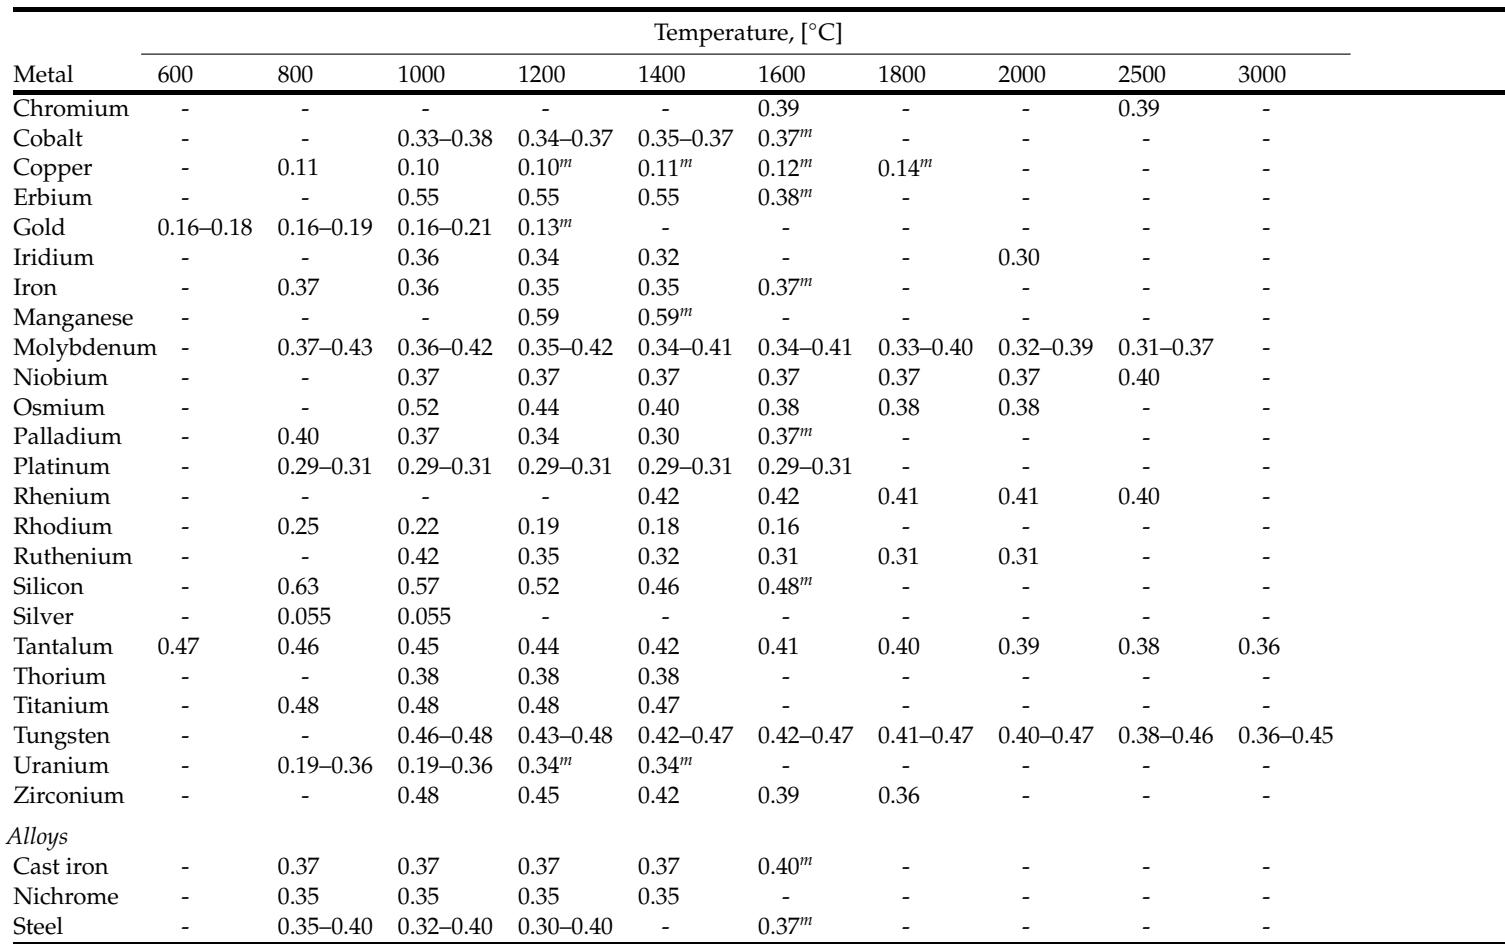 Temperature, [°C]
Metal 600 800 1000 1200 1400 1600 1800 2000 2500 3000
Chromium - - - - - 0.39 - - 0.39 -
Cobalt - - 0.33–0.38 0.34–0.37 0.35–0.37 0.37ᵐ - - - -
Copper - 0.11 0.10 0.10ᵐ 0.11ᵐ 0.12ᵐ 0.14ᵐ - - -
Erbium - - 0.55 0.55 0.55 0.38ᵐ - - - -
Gold 0.16–0.18 0.16–0.19 0.16–0.21 0.13ᵐ - - - - - -
Iridium - - 0.36 0.34 0.32 - - 0.30 - -
Iron - 0.37 0.36 0.35 0.35 0.37ᵐ - - - -
Manganese - - - 0.59 0.59ᵐ - - - - -
Molybdenum - 0.37–0.43 0.36–0.42 0.35–0.42 0.34–0.41 0.34–0.41 0.33–0.40 0.32–0.39 0.31–0.37 -
Niobium - - 0.37 0.37 0.37 0.37 0.37 0.37 0.40 -
Osmium - - 0.52 0.44 0.40 0.38 0.38 0.38 - -
Palladium - 0.40 0.37 0.34 0.30 0.37ᵐ - - - -
Platinum - 0.29–0.31 0.29–0.31 0.29–0.31 0.29–0.31 0.29–0.31 - - - -
Rhenium - - - - 0.42 0.42 0.41 0.41 0.40 -
Rhodium - 0.25 0.22 0.19 0.18 0.16 - - - -
Ruthenium - - 0.42 0.35 0.32 0.31 0.31 0.31 - -
Silicon - 0.63 0.57 0.52 0.46 0.48ᵐ - - - -
Silver - 0.055 0.055 - - - - - - -
Tantalum 0.47 0.46 0.45 0.44 0.42 0.41 0.40 0.39 0.38 0.36
Thorium - - 0.38 0.38 0.38 - - - - -
Titanium - 0.48 0.48 0.48 0.47 - - - - -
Tungsten - - 0.46–0.48 0.43–0.48 0.42–0.47 0.42–0.47 0.41–0.47 0.40–0.47 0.38–0.46 0.36–0.45
Uranium - 0.19–0.36 0.19–0.36 0.34ᵐ 0.34ᵐ - - - - -
Zirconium - - 0.48 0.45 0.42 0.39 0.36 - - -
Alloys
Cast iron - 0.37 0.37 0.37 0.37 0.40ᵐ - - - -
Nichrome - 0.35 0.35 0.35 0.35 - - - - -
Steel - 0.35–0.40 0.32–0.40 0.30–0.40 - 0.37ᵐ - - - -